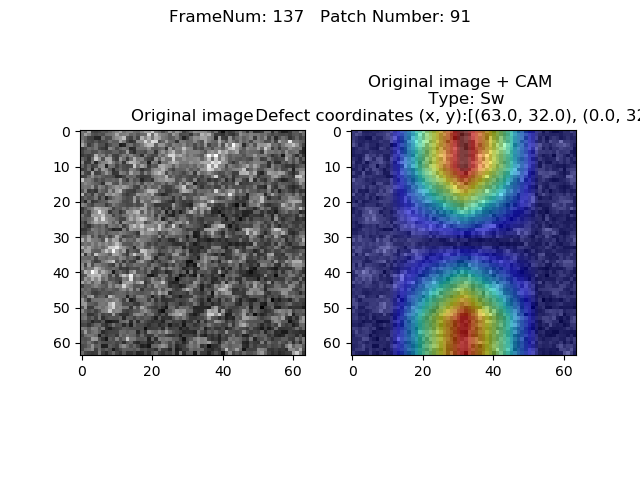 FrameNum: 137   Patch Number: 91
Original image
Original image + CAM
Type: Sw
Defect coordinates (x, y):[(63.0, 32.0), (0.0, 32
0
10
20
30
40
50
60
0 20 40 60
0
10
20
30
40
50
60
0 20 40 60